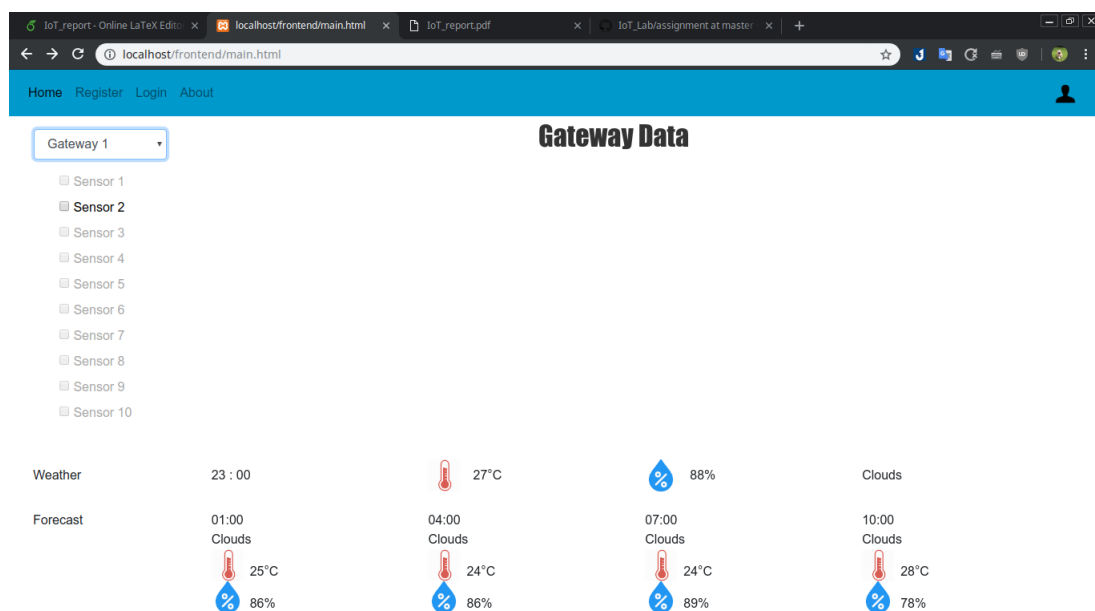 IoT_report - Online LaTeX Edito
localhost/frontend/main.html
IoT_report.pdf
IoT_Lab/assignment at master
localhost/frontend/main.html
Home Register Login About
Gateway 1
Gateway Data
Sensor 1
Sensor 2
Sensor 3
Sensor 4
Sensor 5
Sensor 6
Sensor 7
Sensor 8
Sensor 9
Sensor 10
Weather 23 : 00 27°C % 88% Clouds
Forecast 01:00 04:00 07:00 10:00
Clouds Clouds Clouds Clouds
25°C 24°C 24°C 28°C
% 86% % 86% % 89% % 78%